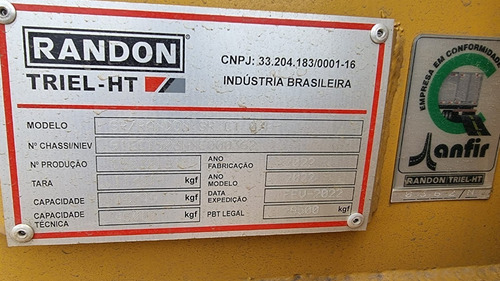 RANDON
TRIEL-HT
CNPJ: 33.204.183/0001-16
INDÚSTRIA BRASILEIRA
MODELO
Nº CHASSI/NIEV
Nº PRODUÇÃO
ANO FABRICAÇÃO
TARA kgf
ANO MODELO
CAPACIDADE kgf
DATA EXPEDIÇÃO
CAPACIDADE TÉCNICA kgf
PBT LEGAL kgf
EMPRESA EM CONFORMIDADE
anfir
RANDON TRIEL-HT